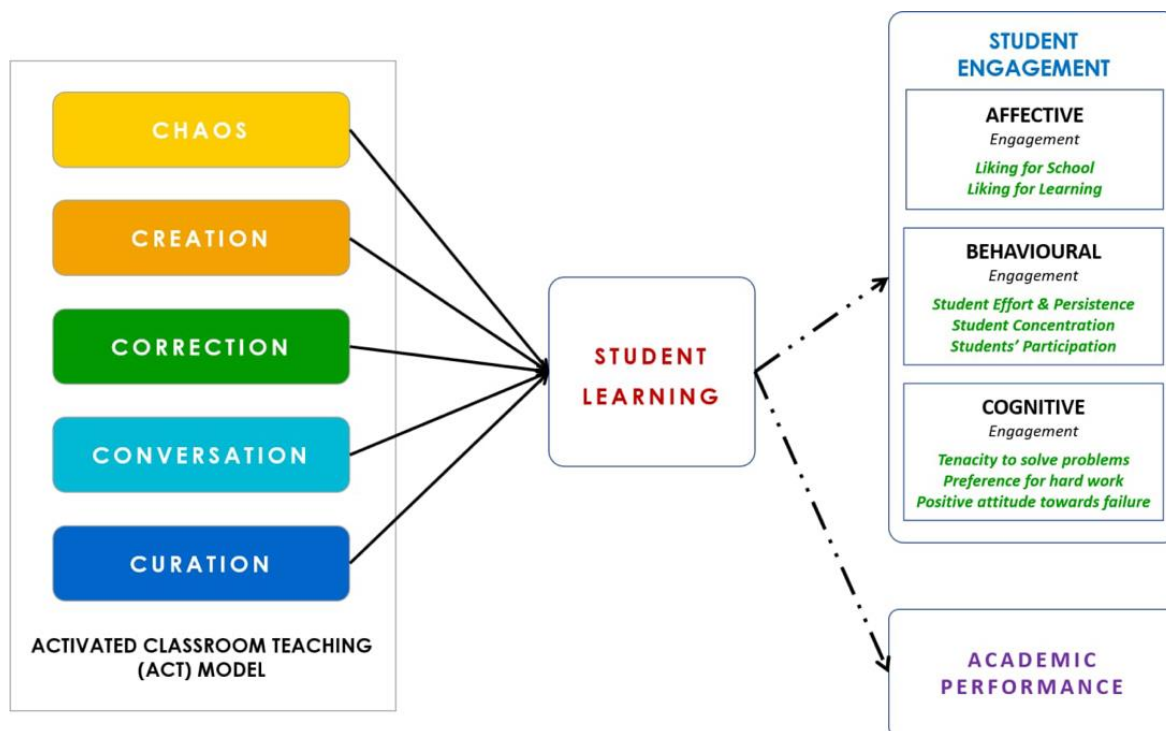 CHAOS
CREATION
CORRECTION
CONVERSATION
CURATION
ACTIVATED CLASSROOM TEACHING
(ACT) MODEL
STUDENT
LEARNING
STUDENT
ENGAGEMENT
AFFECTIVE
Engagement
Liking for School
Liking for Learning
BEHAVIOURAL
Engagement
Student Effort & Persistence
Student Concentration
Students’ Participation
COGNITIVE
Engagement
Tenacity to solve problems
Preference for hard work
Positive attitude towards failure
ACADEMIC
PERFORMANCE